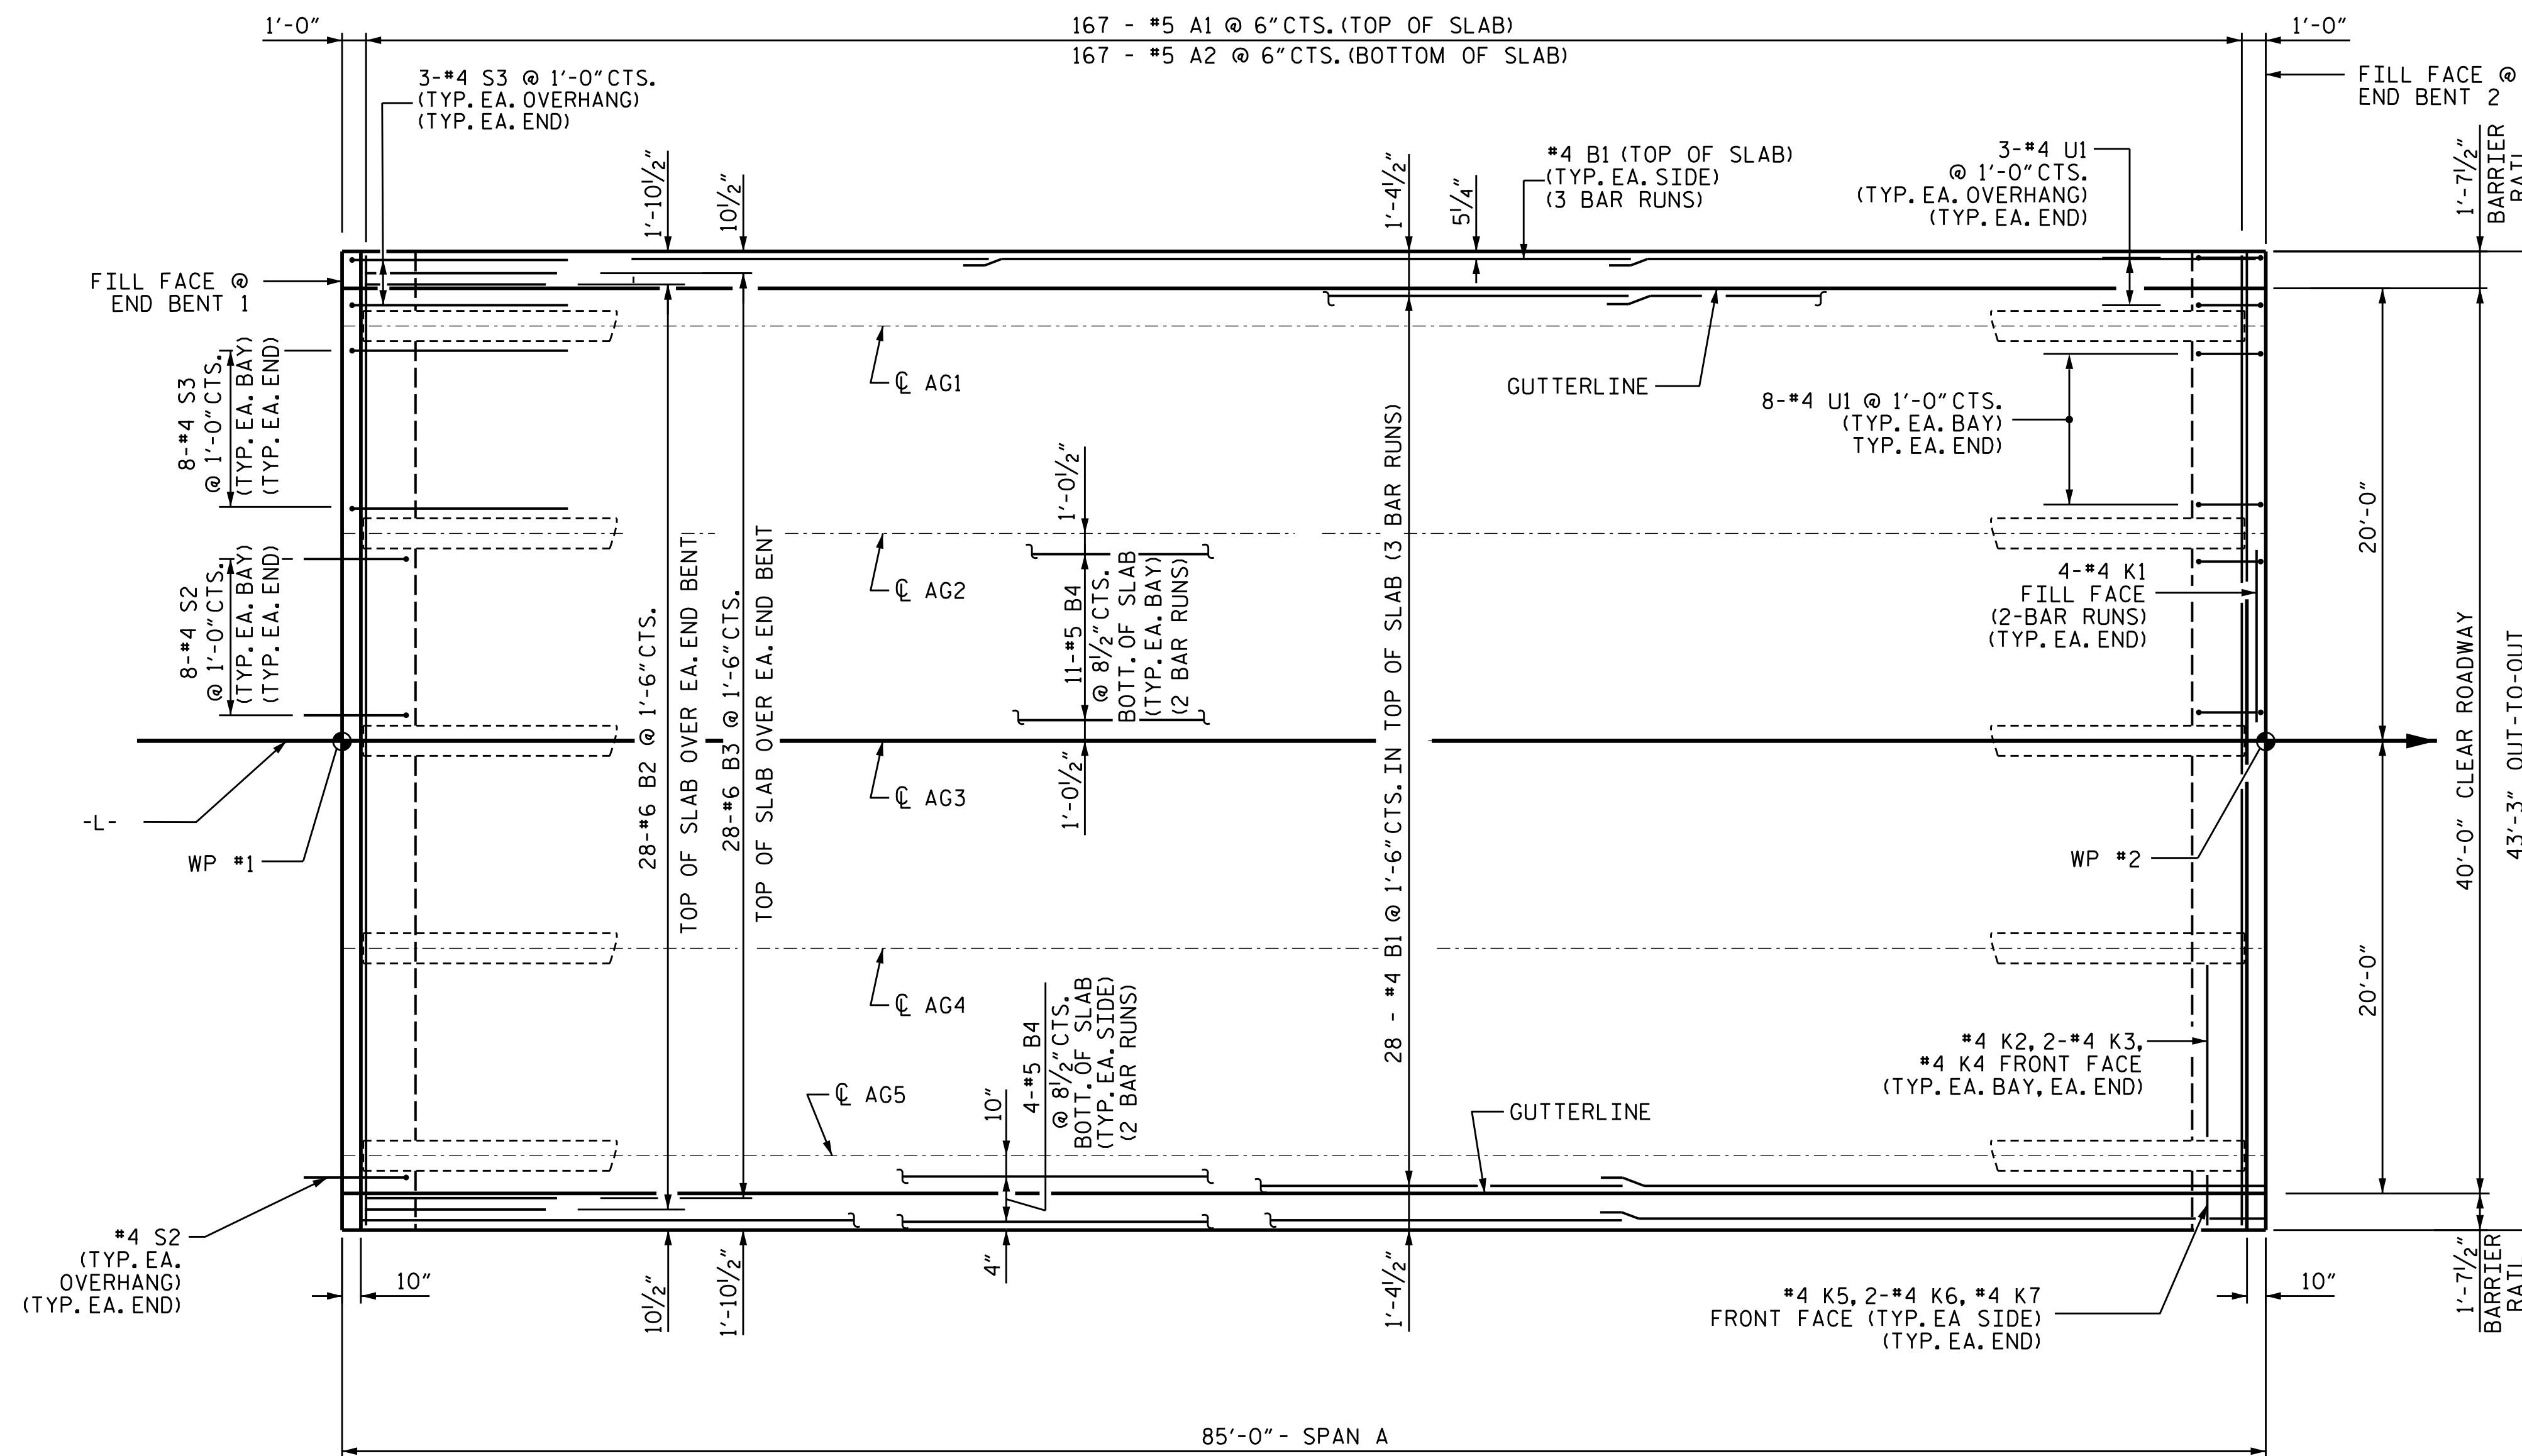 1'-0"
167 - #5 A1 @ 6"CTS. (TOP OF SLAB)
167 - #5 A2 @ 6"CTS. (BOTTOM OF SLAB)
1'-0"
3-#4 S3 @ 1'-0"CTS.
(TYP. EA. OVERHANG)
(TYP. EA. END)
FILL FACE @
END BENT 2
1'-10½"
10½"
1'-4½"
5¼"
#4 B1 (TOP OF SLAB)
(TYP. EA. SIDE)
(3 BAR RUNS)
3-#4 U1
@ 1'-0"CTS.
(TYP. EA. OVERHANG)
(TYP. EA. END)
1'-7½"
BARRIER
RAIL
FILL FACE @
END BENT 1
8-#4 S3
@ 1'-0"CTS.
(TYP. EA. BAY)
(TYP. EA. END)
℄ AG1
GUTTERLINE
8-#4 U1 @ 1'-0"CTS.
(TYP. EA. BAY)
TYP. EA. END)
8-#4 S2
@ 1'-0"CTS.
(TYP. EA. BAY)
(TYP. EA. END)
28-#6 B2 @ 1'-6"CTS.
TOP OF SLAB OVER EA. END BENT
28-#6 B3 @ 1'-6"CTS.
TOP OF SLAB OVER EA. END BENT
℄ AG2
1'-0½"
11-#5 B4
@ 8½"CTS.
BOTT. OF SLAB
(TYP. EA. BAY)
(2 BAR RUNS)
1'-0½"
28 - #4 B1 @ 1'-6"CTS. IN TOP OF SLAB (3 BAR RUNS)
4-#4 K1
FILL FACE
(2-BAR RUNS)
(TYP. EA. END)
20'-0"
40'-0" CLEAR ROADWAY
43'-3" OUT-TO-OUT
-L-
WP #1
℄ AG3
WP #2
℄ AG4
4-#5 B4
@ 8½"CTS.
BOTT. OF SLAB
(TYP. EA. SIDE)
(2 BAR RUNS)
20'-0"
#4 K2, 2-#4 K3,
#4 K4 FRONT FACE
(TYP. EA. BAY, EA. END)
℄ AG5
10"
GUTTERLINE
#4 S2
(TYP. EA.
OVERHANG)
(TYP. EA. END)
10"
10½"
1'-10½"
4"
1'-4½"
#4 K5, 2-#4 K6, #4 K7
FRONT FACE (TYP. EA SIDE)
(TYP. EA. END)
10"
1'-7½"
BARRIER
RAIL
85'-0" - SPAN A